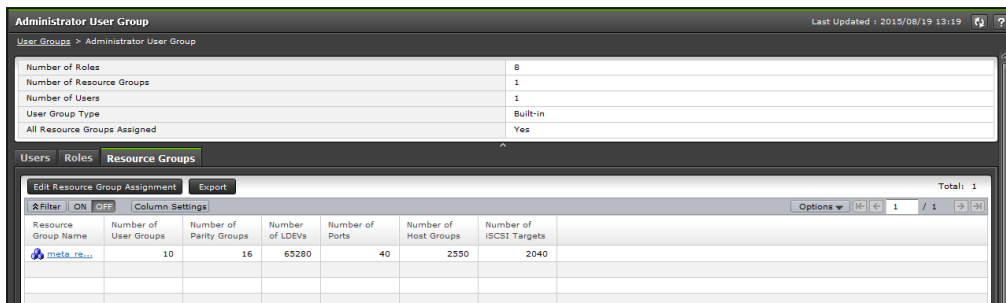 Administrator User Group
Last Updated : 2015/08/19 13:19
?
User Groups > Administrator User Group
Number of Roles 8
Number of Resource Groups 1
Number of Users 1
User Group Type Built-in
All Resource Groups Assigned Yes
Users Roles Resource Groups
Edit Resource Group Assignment Export Total: 1
Filter ON OFF Column Settings Options 1 / 1
Resource Group Name Number of User Groups Number of Parity Groups Number of LDEVs Number of Ports Number of Host Groups Number of iSCSI Targets
meta_re... 10 16 65280 40 2550 2040